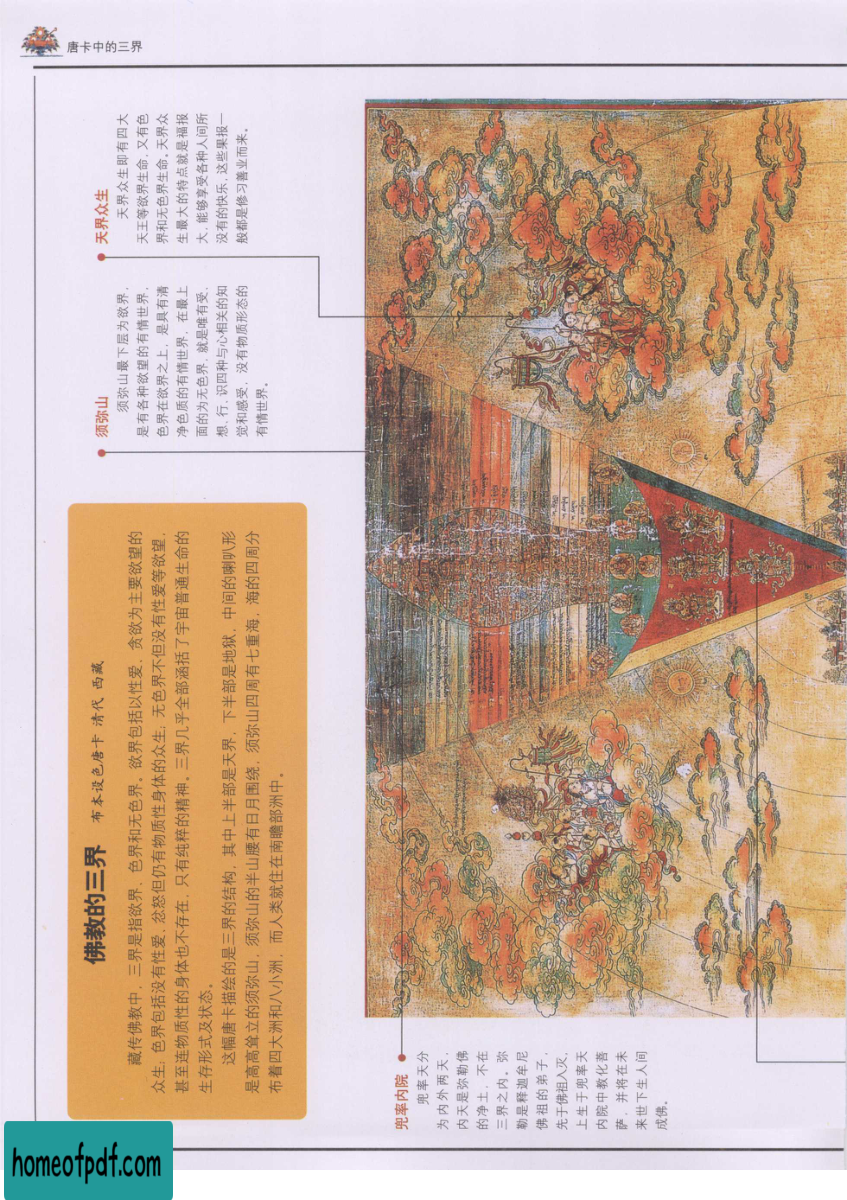 唐卡中的三界
佛教的三界 布本设色唐卡 清代 西藏
藏传佛教中，三界是指欲界、色界和无色界。欲界包括以性爱、贪欲为主要欲望的
众生；色界包括没有性爱、忿怒但仍有物质性身体的众生；无色界不但没有性爱等欲望，
甚至连物质性的身体也不存在，只有纯粹的精神。三界几乎全部涵括了宇宙普通生命的
生存形式及状态。
这幅唐卡描绘的是三界的结构，其中上半部是天界，下半部是地狱，中间的喇叭形
是高高耸立的须弥山，须弥山的半山腰有日月围绕，须弥山四周有七重海，海的四周分
布着四大洲和八小洲，而人类就住在南瞻部洲中。
须弥山
须弥山最下层为欲界，
是有各种欲望的有情世界，
色界在欲界之上，是具有清
净色质的有情世界，在最上
面的为无色界，就是唯有受、
想、行、识四种与心相关的知
觉和感受，没有物质形态的
有情世界。
天界众生
天界众生即有四大
天王等欲界生命，又有色
界和无色界生命。天界众
生最大的特点就是福报
大，能够享受各种人间所
没有的快乐，这些果报一
般都是修习善业而来。
兜率内院
兜率天分
为内外两天，
内天是弥勒佛
的净土，不在
三界之内。弥
勒是释迦牟尼
佛祖的弟子，
先于佛祖入灭，
上生于兜率天
内院中教化菩
萨，并将在未
来世下生人间
成佛。
homeofpdf.com